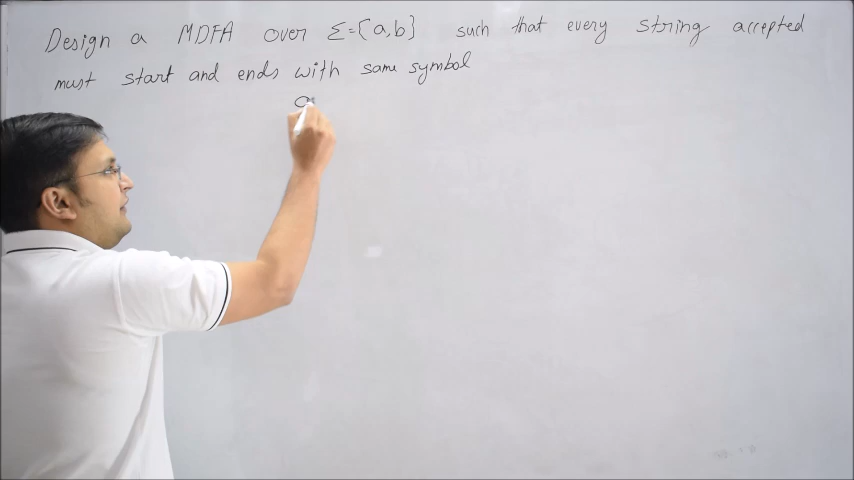 Design a MDFA over Σ={a,b} such that every string accepted
must start and ends with same symbol
a